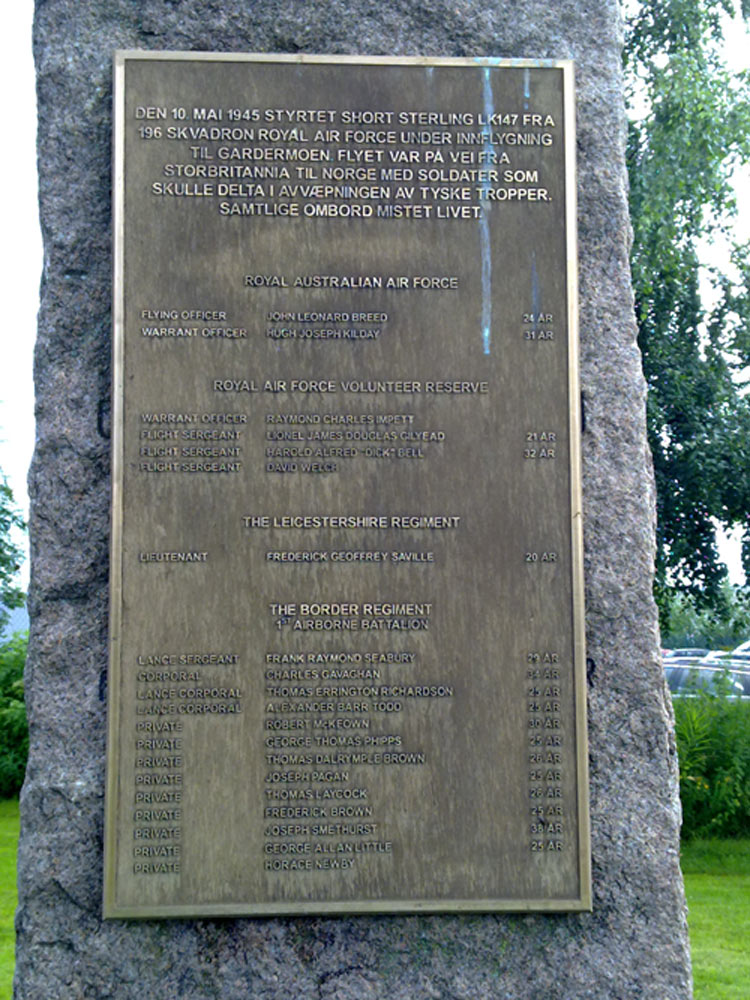 DEN 10. MAI 1945 STYRTET SHORT STERLING LK147 FRA
196 SKVADRON ROYAL AIR FORCE UNDER INNFLYGNING
TIL GARDERMOEN. FLYET VAR PÅ VEI FRA
STORBRITANNIA TIL NORGE MED SOLDATER SOM
SKULLE DELTA I AVVÆPNINGEN AV TYSKE TROPPER.
SAMTLIGE OMBORD MISTET LIVET.
ROYAL AUSTRALIAN AIR FORCE
FLYING OFFICER JOHN LEONARD BREED 24 ÅR
WARRANT OFFICER HUGH JOSEPH KILDAY 31 ÅR
ROYAL AIR FORCE VOLUNTEER RESERVE
WARRANT OFFICER RAYMOND CHARLES IMPETT
FLIGHT SERGEANT LIONEL JAMES DOUGLAS GILYEAD 21 ÅR
FLIGHT SERGEANT HAROLD ALFRED "DICK" BELL 32 ÅR
FLIGHT SERGEANT DAVID WELCH
THE LEICESTERSHIRE REGIMENT
LIEUTENANT FREDERICK GEOFFREY SAVILLE 20 ÅR
THE BORDER REGIMENT
1ST AIRBORNE BATTALION
LANCE SERGEANT FRANK RAYMOND SEABURY 29 ÅR
CORPORAL CHARLES GAVAGHAN 34 ÅR
LANCE CORPORAL THOMAS ERRINGTON RICHARDSON 25 ÅR
LANCE CORPORAL ALEXANDER BARR TODD 25 ÅR
PRIVATE ROBERT McKEOWN 30 ÅR
PRIVATE GEORGE THOMAS PHIPPS 25 ÅR
PRIVATE THOMAS DALRYMPLE BROWN 26 ÅR
PRIVATE JOSEPH PAGAN 25 ÅR
PRIVATE THOMAS LAYCOCK 26 ÅR
PRIVATE FREDERICK BROWN 25 ÅR
PRIVATE JOSEPH SMETHURST ÅR
PRIVATE GEORGE ALLAN LITTLE 25 ÅR
PRIVATE HORACE NEWBY